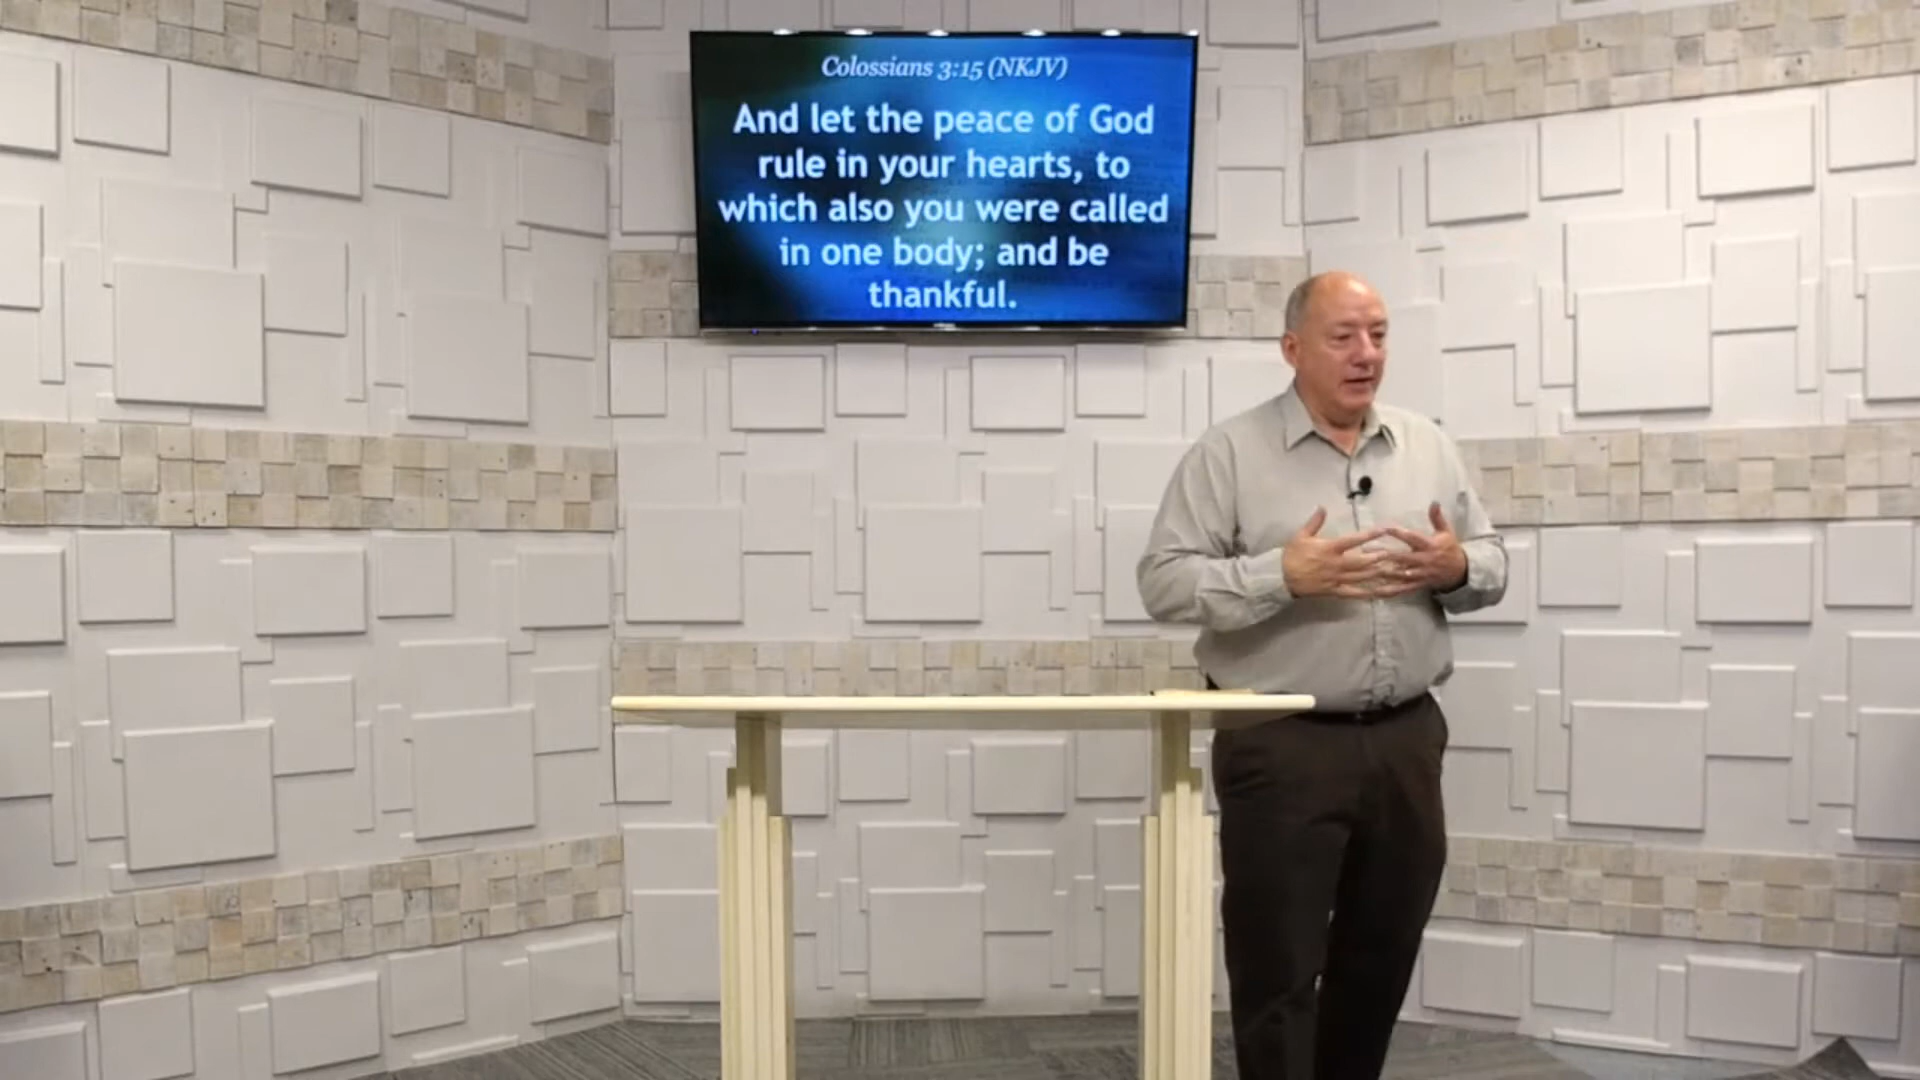 Colossians 3:15 (NKJV)
And let the peace of God
rule in your hearts, to
which also you were called
in one body; and be
thankful.